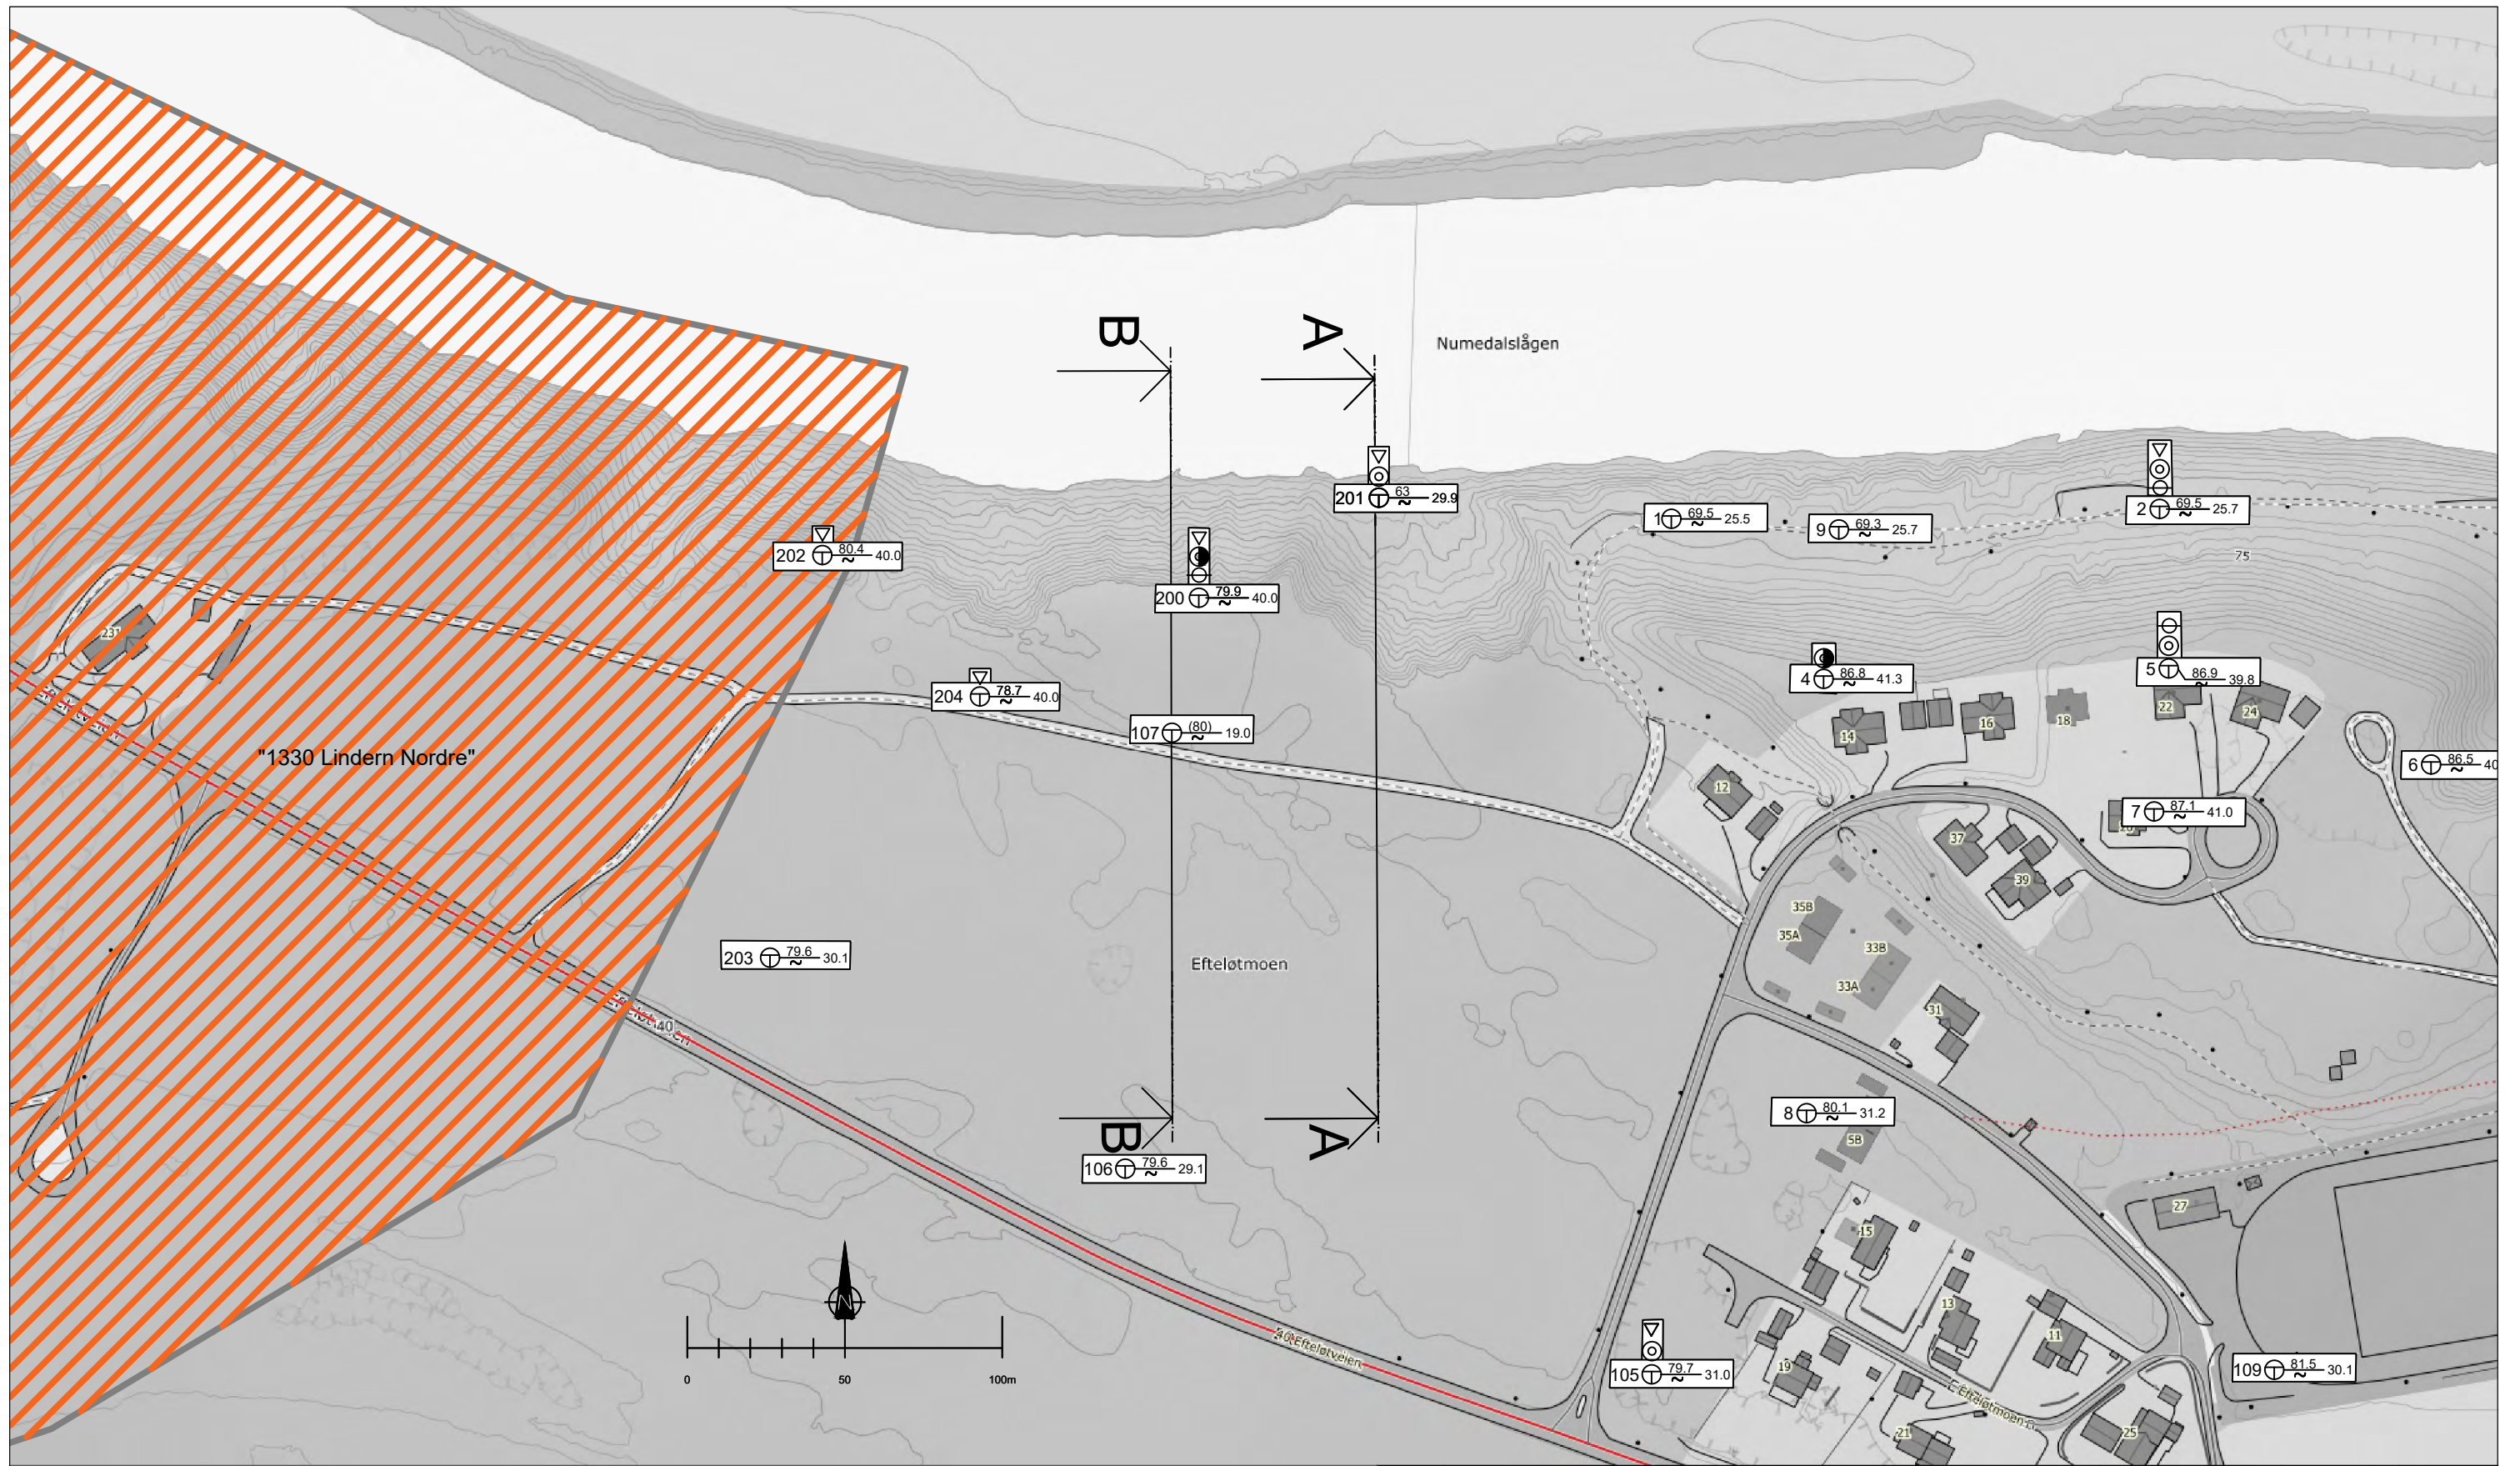 B
A
Numedalslågen
201 63 ~ 29.9
1 69.5 ~ 25.5
9 69.3 ~ 25.7
2 69.5 ~ 25.7
202 80.4 ~ 40.0
75
200 79.9 ~ 40.0
231
4 86.8 ~ 41.3
5 86.9 ~ 39.8
204 78.7 ~ 40.0
107 (80) ~ 19.0
14
16
18
22
24
"1330 Lindern Nordre"
6 86.5 ~ 40
12
7 87.1 ~ 41.0
37
39
35B
35A
33B
33A
203 79.6 ~ 30.1
Efteløtmoen
31
40
8 80.1 ~ 31.2
5B
B
A
106 79.6 ~ 29.1
27
15
N
13
11
40 Efteløtveien
19
0 50 100m
105 79.7 ~ 31.0
109 81.5 ~ 30.1
Efteløtmoen
21
25